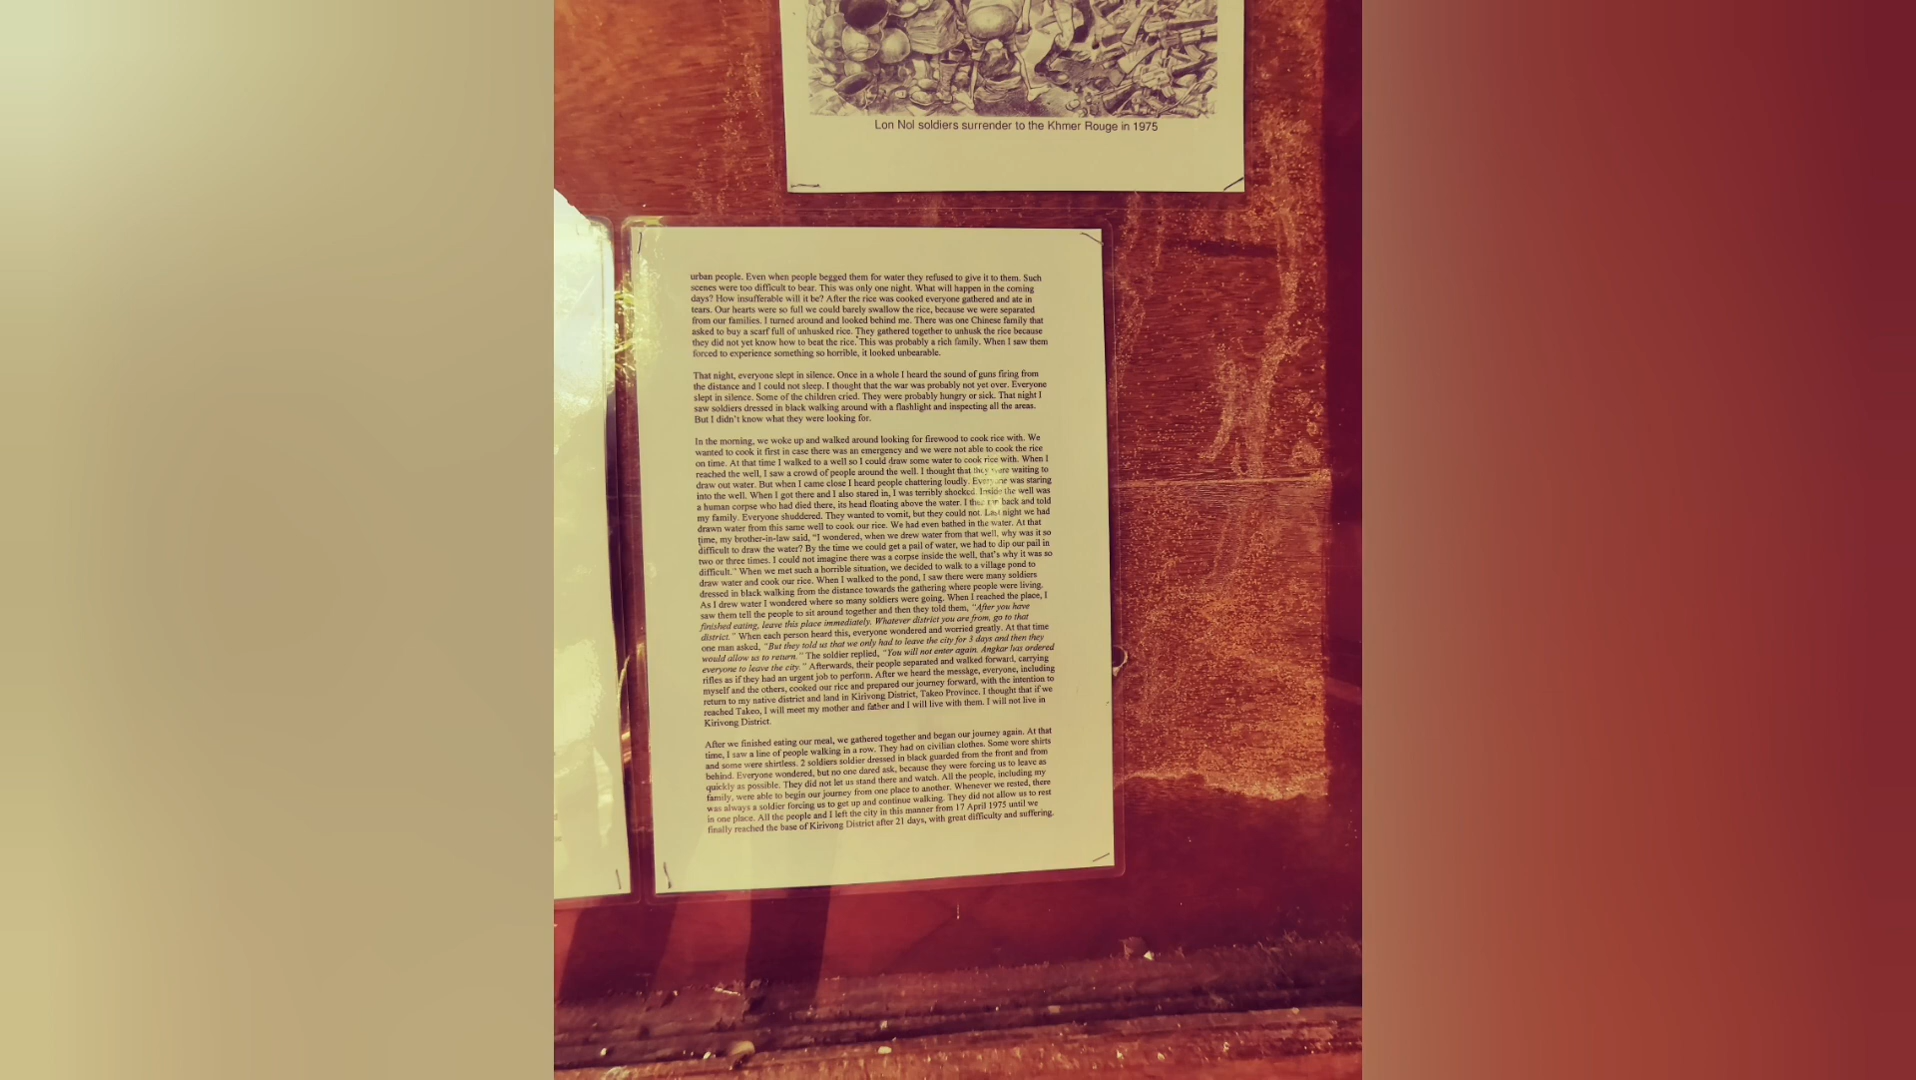 Lon Nol soldiers surrender to the Khmer Rouge in 1975
urban people. Even when people begged them for water they refused to give it to them. Such
scenes were too difficult to bear. This was only one night. What will happen in the coming
days? How insufferable will it be? After the rice was cooked everyone gathered and ate in
tears. Our hearts were so full we could barely swallow the rice, because we were separated
from our families. I turned around and looked behind me. There was one Chinese family that
asked to buy a scarf full of unhusked rice. They gathered together to unhusk the rice because
they did not yet know how to beat the rice. This was probably a rich family. When I saw them
forced to experience something so horrible, it looked unbearable.
That night, everyone slept in silence. Once in a whole I heard the sound of guns firing from
the distance and I could not sleep. I thought that the war was probably not yet over. Everyone
slept in silence. Some of the children cried. They were probably hungry or sick. That night I
saw soldiers dressed in black walking around with a flashlight and inspecting all the areas.
But I didn't know what they were looking for.
In the morning, we woke up and walked around looking for firewood to cook rice with. We
wanted to cook it first in case there was an emergency and we were not able to cook the rice
on time. At that time I walked to a well so I could draw some water to cook rice with. When I
reached the well, I saw a crowd of people around the well. I thought that they were waiting to
draw out water. But when I came close I heard people chattering loudly. Everyone was staring
into the well. When I got there and I also stared in, I was terribly shocked. Inside the well was
a human corpse who had died there, its head floating above the water. I then ran back and told
my family. Everyone shuddered. They wanted to vomit, but they could not. Last night we had
drawn water from this same well to cook our rice. We had even bathed in the water. At that
time, my brother-in-law said, "I wondered, when we drew water from that well, why was it so
difficult to draw the water? By the time we could get a pail of water, we had to dip our pail in
two or three times. I could not imagine there was a corpse inside the well, that's why it was so
difficult." When we met such a horrible situation, we decided to walk to a village pond to
draw water and cook our rice. When I walked to the pond, I saw there were many soldiers
dressed in black walking from the distance towards the gathering where people were living.
As I drew water I wondered where so many soldiers were going. When I reached the place, I
saw them tell the people to sit around together and then they told them, "After you have
finished eating, leave this place immediately. Whatever district you are from, go to that
district." When each person heard this, everyone wondered and worried greatly. At that time
one man asked, "But they told us that we only had to leave the city for 3 days and then they
would allow us to return." The soldier replied, "You will not enter again. Angkar has ordered
everyone to leave the city." Afterwards, their people separated and walked forward, carrying
rifles as if they had an urgent job to perform. After we heard the message, everyone, including
myself and the others, cooked our rice and prepared our journey forward, with the intention to
return to my native district and land in Kirivong District, Takeo Province. I thought that if we
reached Takeo, I will meet my mother and father and I will live with them. I will not live in
Kirivong District.
After we finished eating our meal, we gathered together and began our journey again. At that
time, I saw a line of people walking in a row. They had on civilian clothes. Some wore shirts
and some were shirtless. 2 soldiers soldier dressed in black guarded from the front and from
behind. Everyone wondered, but no one dared ask, because they were forcing us to leave as
quickly as possible. They did not let us stand there and watch. All the people, including my
family, were able to begin our journey from one place to another. Whenever we rested, there
was always a soldier forcing us to get up and continue walking. They did not allow us to rest
in one place. All the people and I left the city in this manner from 17 April 1975 until we
finally reached the base of Kirivong District after 21 days, with great difficulty and suffering.